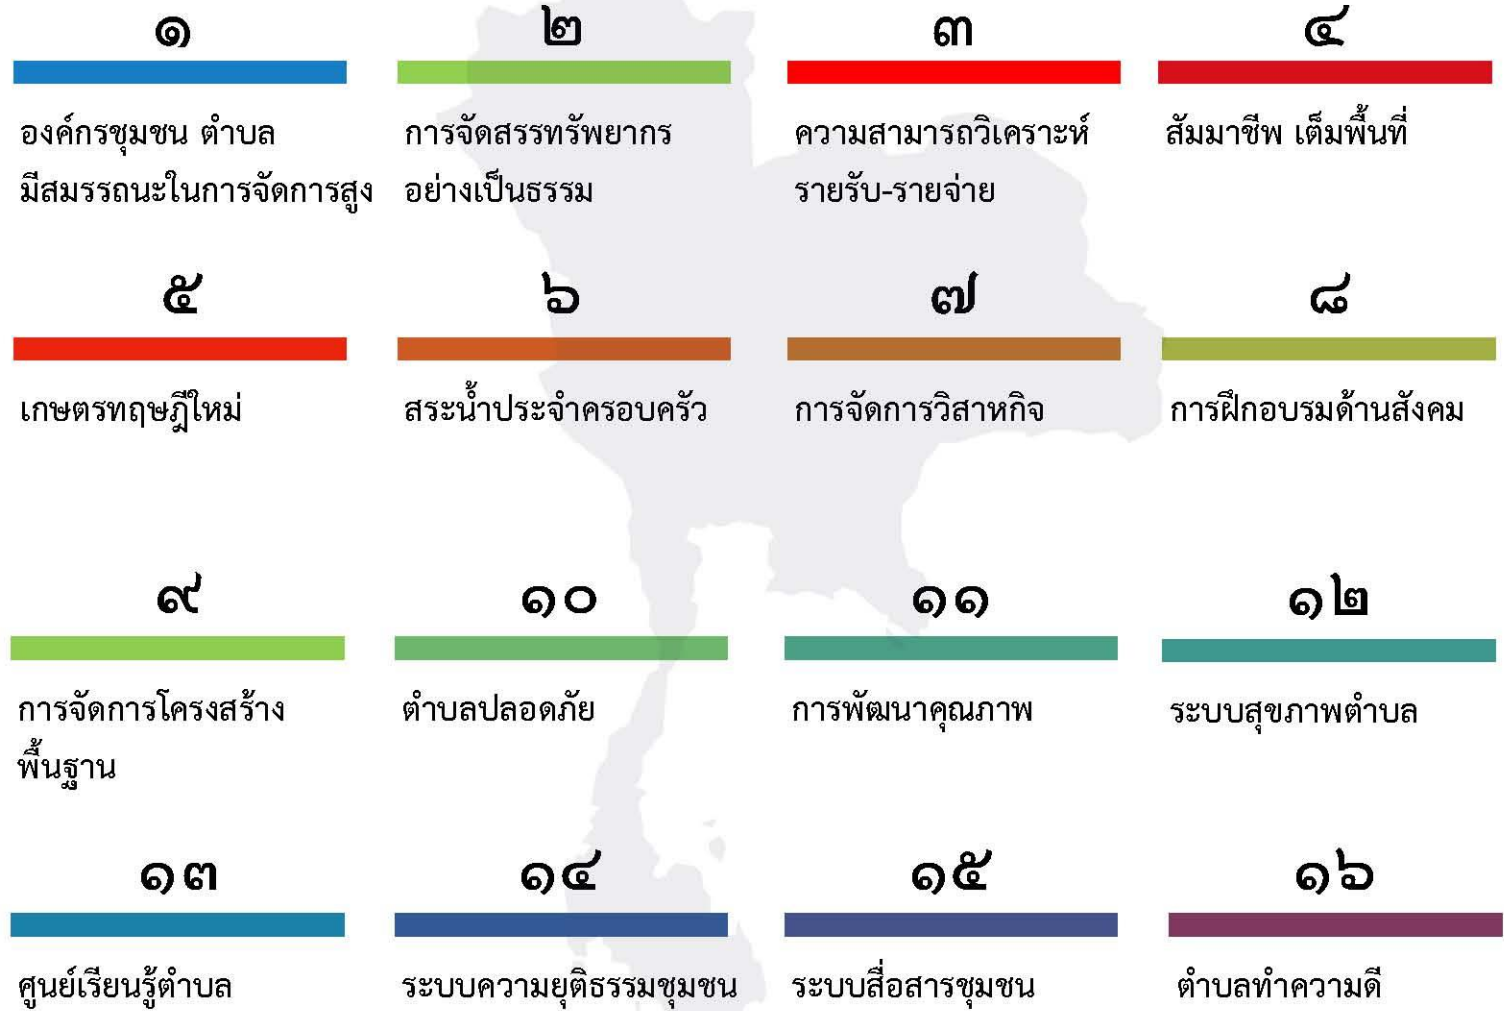 ๑
๒
๓
๔
องค์กรชุมชน ตำบล
มีสมรรถนะในการจัดการสูง
การจัดสรรทรัพยากร
อย่างเป็นธรรม
ความสามารถวิเคราะห์
รายรับ-รายจ่าย
สัมมาชีพ เต็มพื้นที่
๕
๖
๗
๘
เกษตรทฤษฎีใหม่
สระน้ำประจำครอบครัว
การจัดการวิสาหกิจ
การฝึกอบรมด้านสังคม
๙
๑๐
๑๑
๑๒
การจัดการโครงสร้าง
พื้นฐาน
ตำบลปลอดภัย
การพัฒนาคุณภาพ
ระบบสุขภาพตำบล
๑๓
๑๔
๑๕
๑๖
ศูนย์เรียนรู้ตำบล
ระบบความยุติธรรมชุมชน
ระบบสื่อสารชุมชน
ตำบลทำความดี